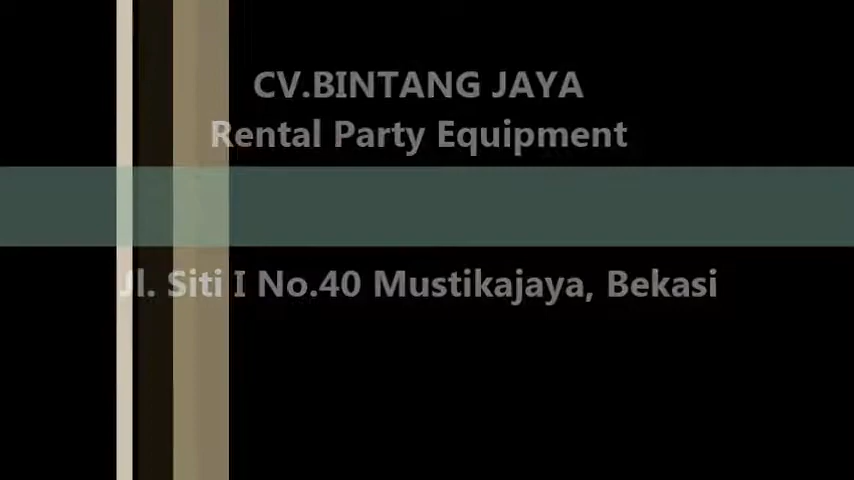 CV.BINTANG JAYA
Rental Party Equipment
Jl. Siti I No.40 Mustikajaya, Bekasi